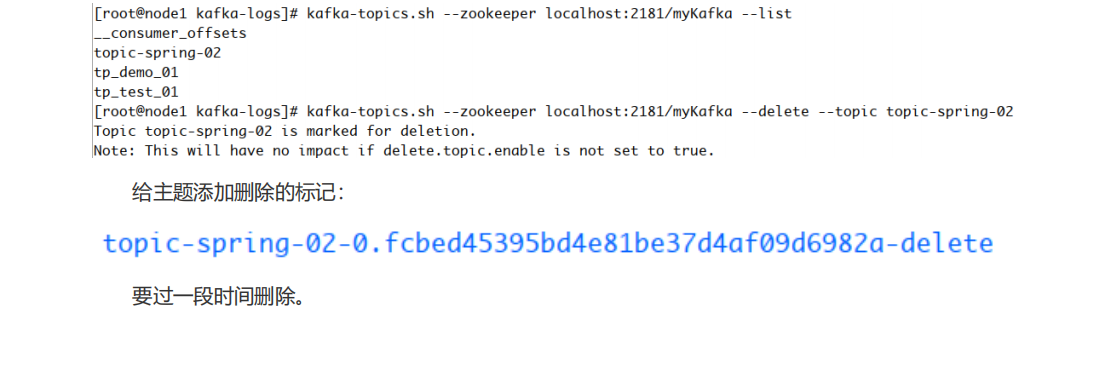 [root@node1 kafka-logs]# kafka-topics.sh --zookeeper localhost:2181/myKafka --list
__consumer_offsets
topic-spring-02
tp_demo_01
tp_test_01
[root@node1 kafka-logs]# kafka-topics.sh --zookeeper localhost:2181/myKafka --delete --topic topic-spring-02
Topic topic-spring-02 is marked for deletion.
Note: This will have no impact if delete.topic.enable is not set to true.
给主题添加删除的标记：
topic-spring-02-0.fcbed45395bd4e81be37d4af09d6982a-delete
要过一段时间删除。